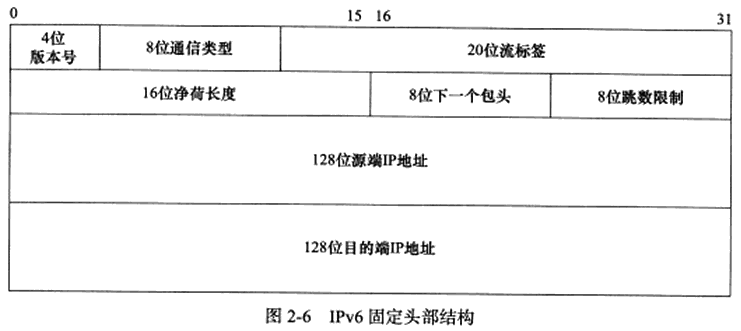 0 15 16 31
4位
版本号
8位通信类型
20位流标签
16位净荷长度
8位下一个包头
8位跳数限制
128位源端IP地址
128位目的端IP地址
图 2-6 IPv6 固定头部结构